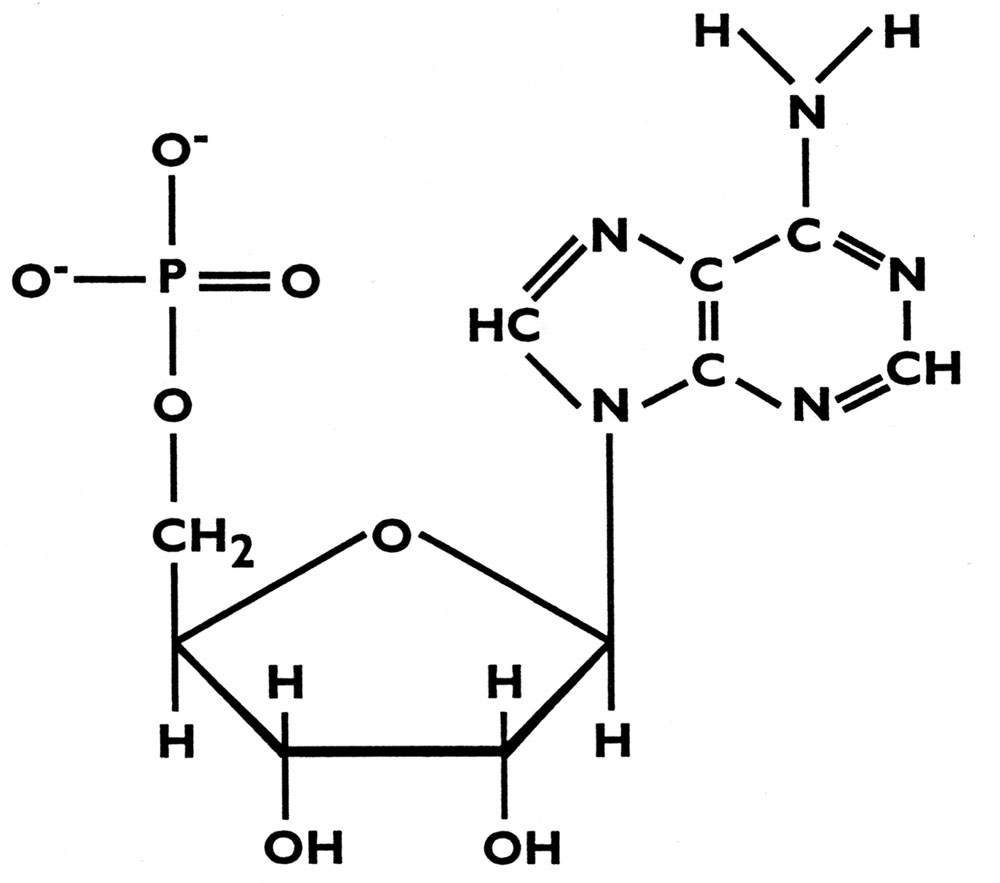 H H
N
O-
N C
O- P O C N
HC
C CH
O N N
CH2 O
H H
H H
OH OH